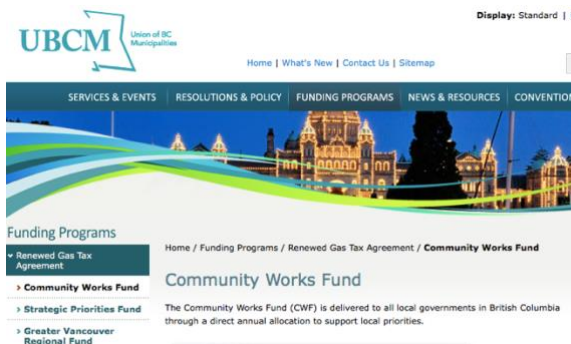 Display: Standard |
UBCM
Union of BC
Municipalities
Home | What's New | Contact Us | Sitemap
SERVICES & EVENTS RESOLUTIONS & POLICY FUNDING PROGRAMS NEWS & RESOURCES CONVENTIO
Funding Programs
Renewed Gas Tax
Agreement
Community Works Fund
Strategic Priorities Fund
Greater Vancouver
Regional Fund
Home / Funding Programs / Renewed Gas Tax Agreement / Community Works Fund
Community Works Fund
The Community Works Fund (CWF) is delivered to all local governments in British Columbia
through a direct annual allocation to support local priorities.